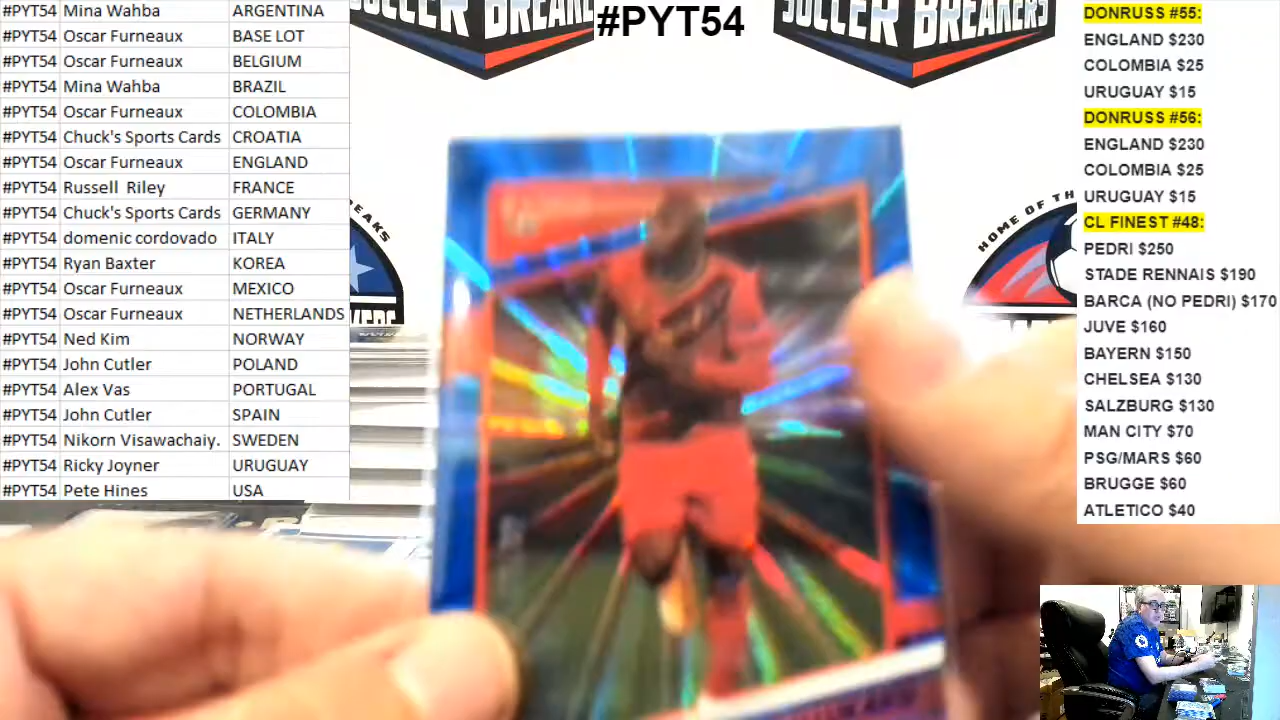 #PYT54 Mina Wahba ARGENTINA
#PYT54 Oscar Furneaux BASE LOT
#PYT54 Oscar Furneaux BELGIUM
#PYT54 Mina Wahba BRAZIL
#PYT54 Oscar Furneaux COLOMBIA
#PYT54 Chuck's Sports Cards CROATIA
#PYT54 Oscar Furneaux ENGLAND
#PYT54 Russell Riley FRANCE
#PYT54 Chuck's Sports Cards GERMANY
#PYT54 domenic cordovado ITALY
#PYT54 Ryan Baxter KOREA
#PYT54 Oscar Furneaux MEXICO
#PYT54 Oscar Furneaux NETHERLANDS
#PYT54 Ned Kim NORWAY
#PYT54 John Cutler POLAND
#PYT54 Alex Vas PORTUGAL
#PYT54 John Cutler SPAIN
#PYT54 Nikorn Visawachaiy. SWEDEN
#PYT54 Ricky Joyner URUGUAY
#PYT54 Pete Hines USA
#PYT54
SOCCER BREAKERS
HOME OF TH
DONRUSS #55:
ENGLAND $230
COLOMBIA $25
URUGUAY $15
DONRUSS #56:
ENGLAND $230
COLOMBIA $25
URUGUAY $15
CL FINEST #48:
PEDRI $250
STADE RENNAIS $190
BARCA (NO PEDRI) $170
JUVE $160
BAYERN $150
CHELSEA $130
SALZBURG $130
MAN CITY $70
PSG/MARS $60
BRUGGE $60
ATLETICO $40